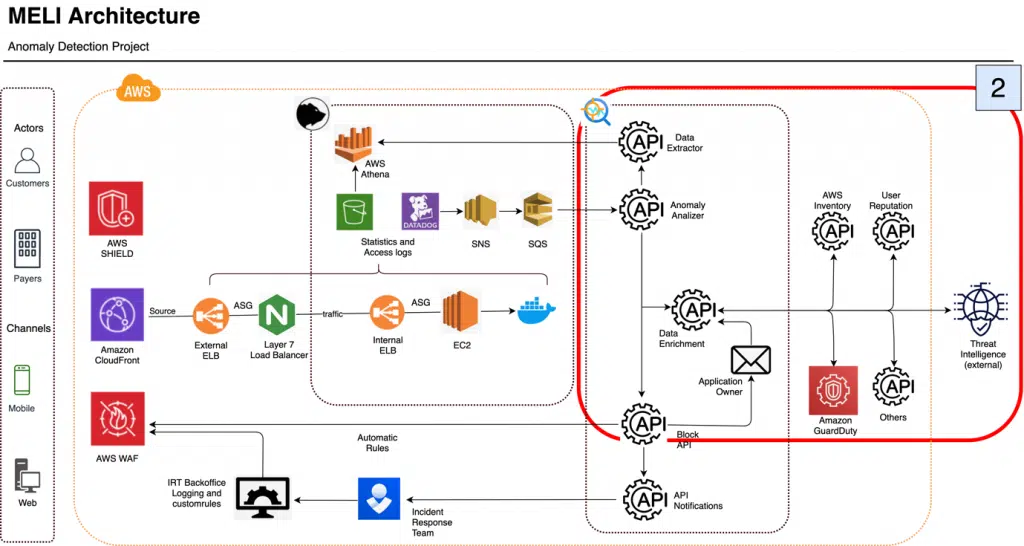 MELI Architecture
Anomaly Detection Project
2
AWS
Actors
Customers
Payers
Channels
Mobile
Web
AWS
SHIELD
Amazon
CloudFront
AWS WAF
Source
External
ELB
ASG
Layer 7
Load Balancer
traffic
Internal
ELB
ASG
EC2
AWS
Athena
DATADOG
Statistics and
Access logs
SNS
SQS
API
Data
Extractor
API
Anomaly
Analizer
API
Data
Enrichment
Application
Owner
API
Block
API
API
API
Notifications
AWS
Inventory
API
User
Reputation
API
Amazon
GuardDuty
API
Others
Threat
Intelligence
(external)
Automatic
Rules
IRT Backoffice
Logging and
customrules
Incident
Response
Team